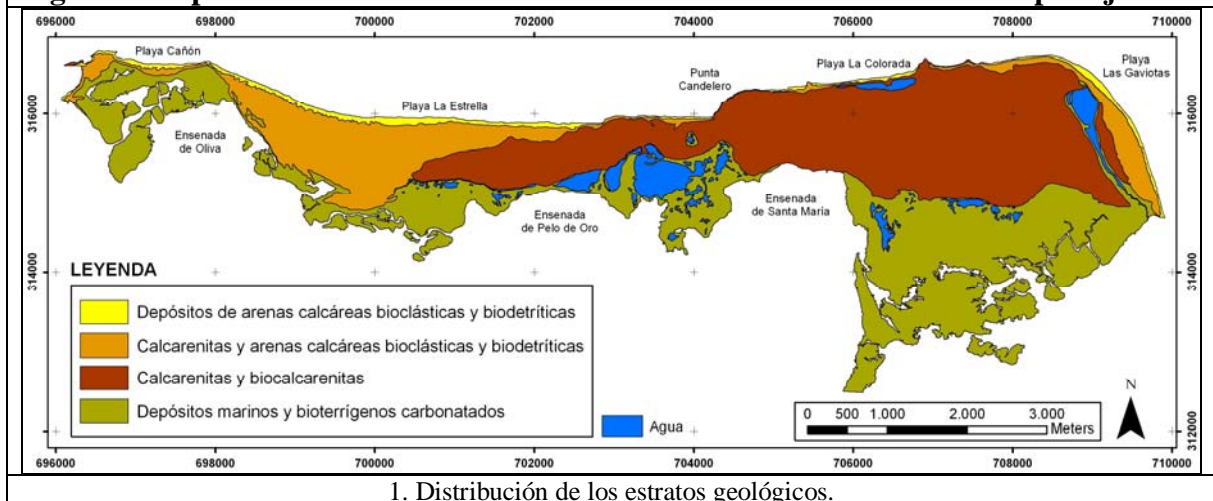 696000 698000 700000 702000 704000 706000 708000 710000
Playa Cañón
Playa La Estrella
Punta
Candelero
Playa La Colorada
Playa
Las Gaviotas
316000
316000
Ensenada
de Oliva
Ensenada
de Pelo de Oro
Ensenada
de Santa María
314000
314000
LEYENDA
Depósitos de arenas calcáreas bioclásticas y biodetríticas
Calcarenitas y arenas calcáreas bioclásticas y biodetríticas
Calcarenitas y biocalcarenitas
Depósitos marinos y bioterrígenos carbonatados
Agua
0 500 1.000 2.000 3.000
Meters
N
312000
696000 698000 700000 702000 704000 706000 708000 710000
1. Distribución de los estratos geológicos.